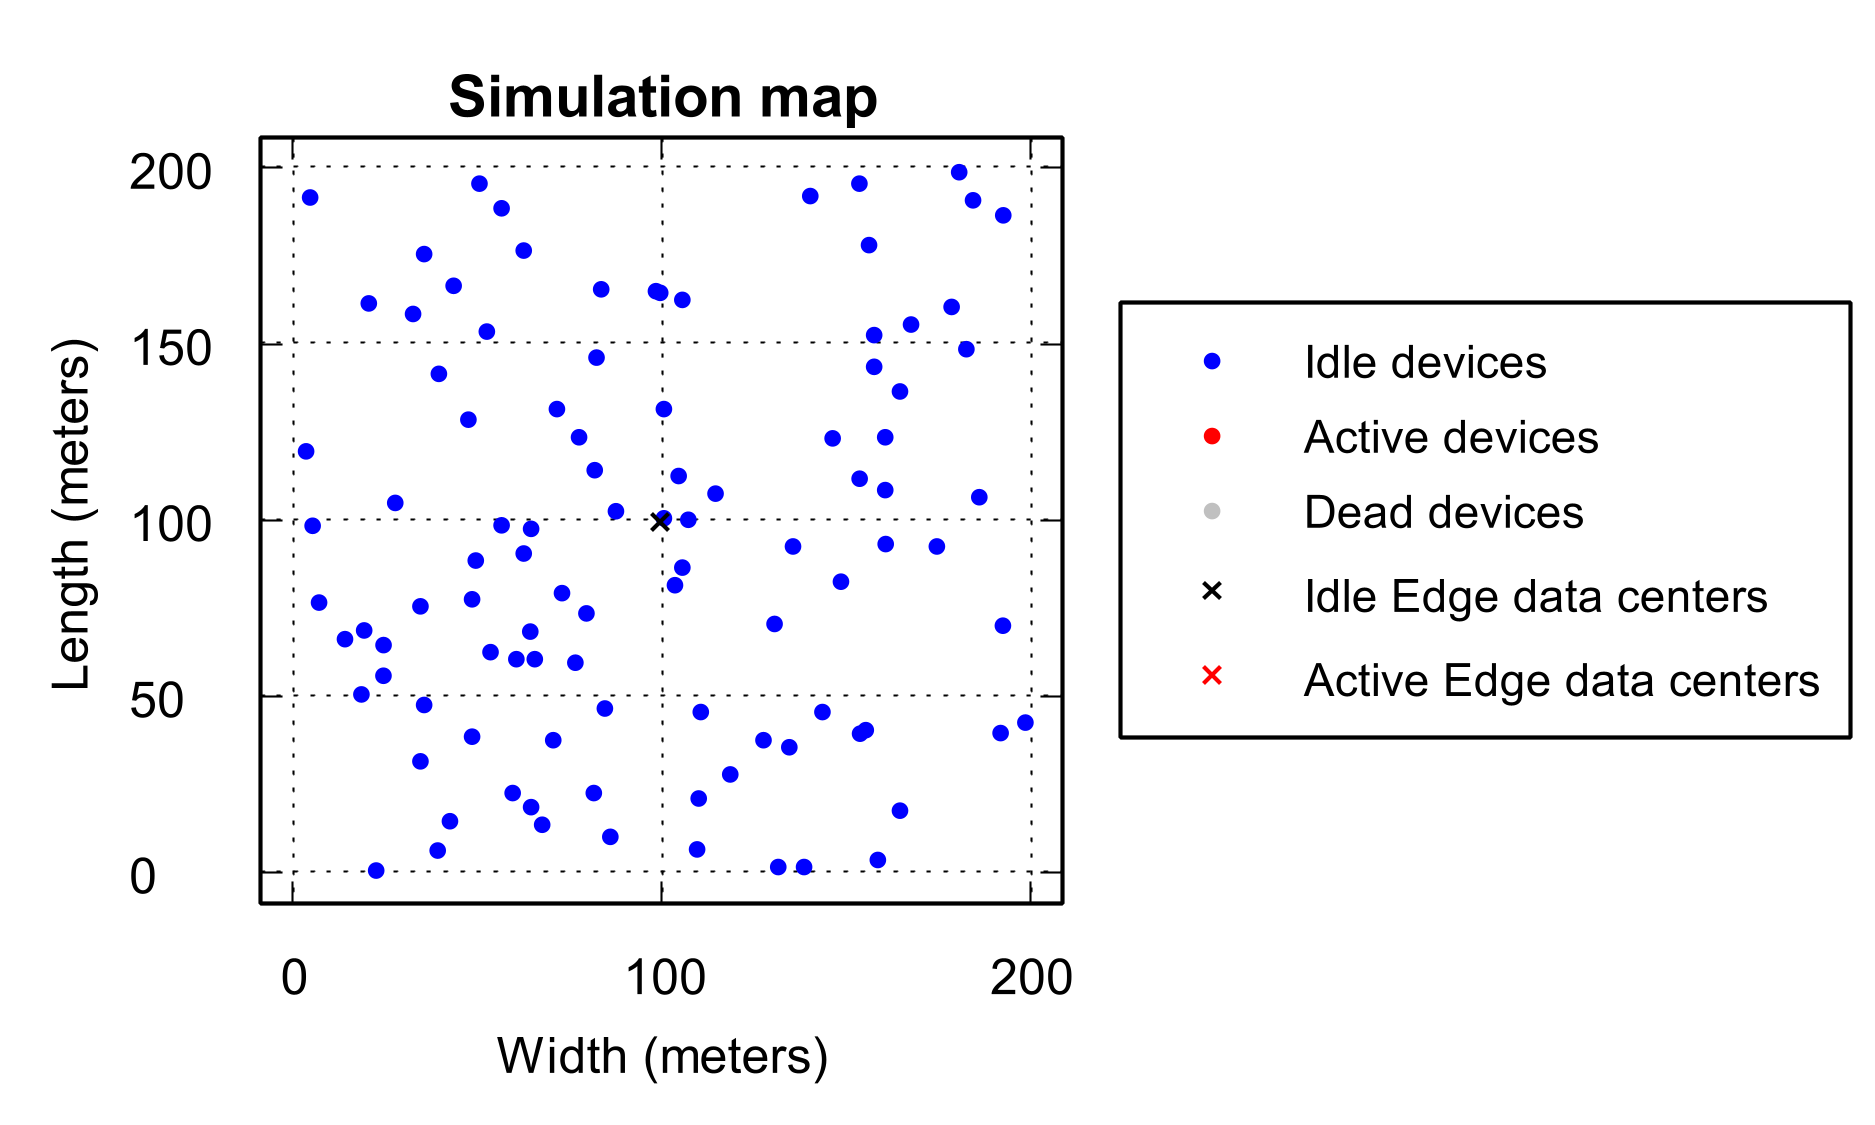 Simulation map
200
150
100
50
0
Length (meters)
0 100 200
Width (meters)
Idle devices
Active devices
Dead devices
Idle Edge data centers
Active Edge data centers